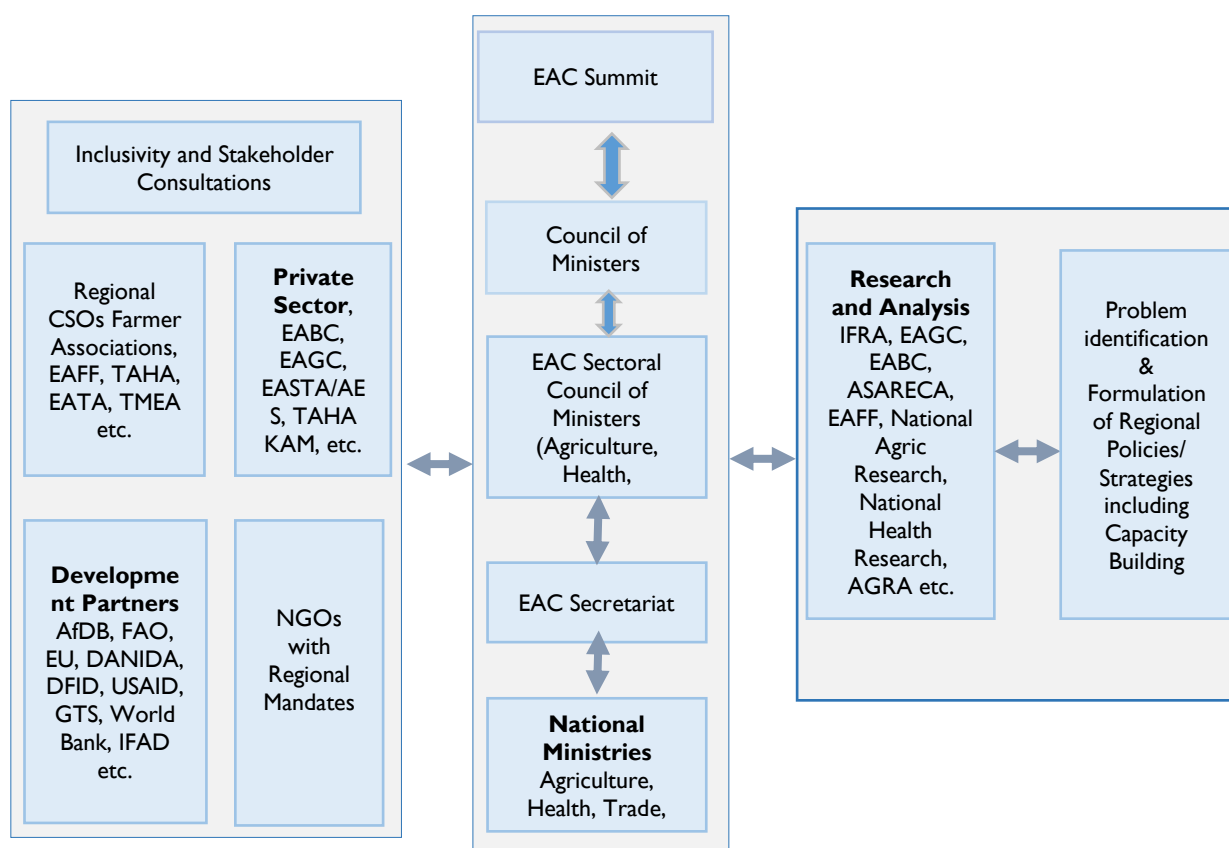 Inclusivity and Stakeholder
Consultations
Regional
CSOs Farmer
Associations,
EAFF, TAHA,
EATA, TMEA
etc.
Private
Sector,
EABC,
EAGC,
EASTA/AE
S, TAHA
KAM, etc.
Developme
nt Partners
AfDB, FAO,
EU, DANIDA,
DFID, USAID,
GTS, World
Bank, IFAD
etc.
NGOs
with
Regional
Mandates
EAC Summit
Council of
Ministers
EAC Sectoral
Council of
Ministers
(Agriculture,
Health,
EAC Secretariat
National
Ministries
Agriculture,
Health, Trade,
Research
and Analysis
IFRA, EAGC,
EABC,
ASARECA,
EAFF, National
Agric
Research,
National
Health
Research,
AGRA etc.
Problem
identification
&
Formulation
of Regional
Policies/
Strategies
including
Capacity
Building